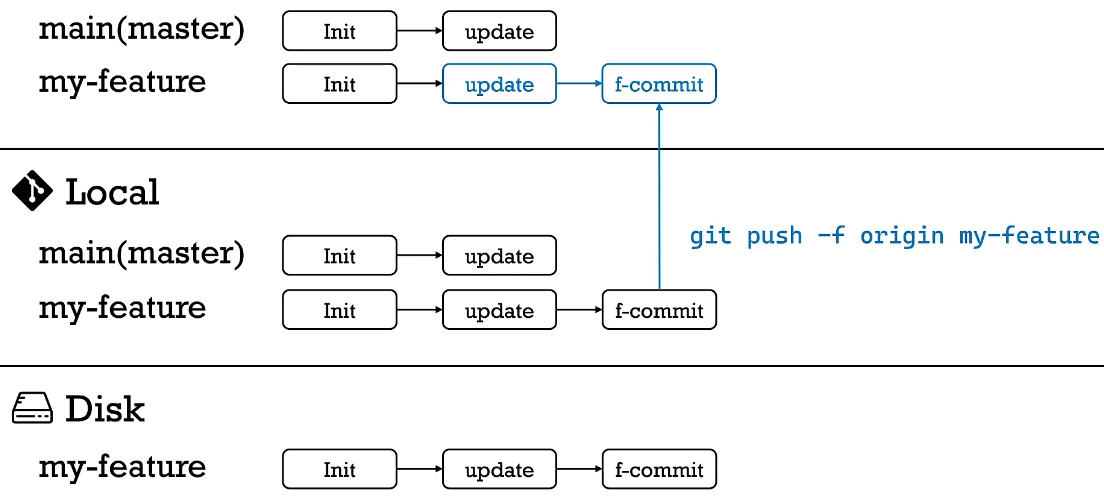 main(master) Init update
my-feature Init update f-commit
Local
git push -f origin my-feature
main(master) Init update
my-feature Init update f-commit
Disk
my-feature Init update f-commit